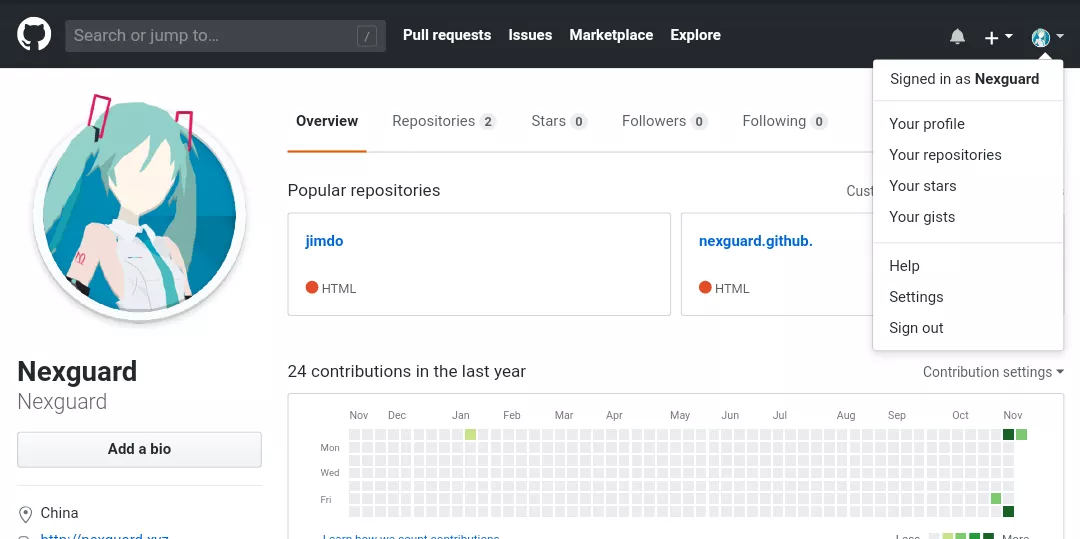 Search or jump to…
/
Pull requests Issues Marketplace Explore
Signed in as Nexguard
Your profile
Your repositories
Your stars
Your gists
Help
Settings
Sign out
Overview Repositories 2 Stars 0 Followers 0 Following 0
Popular repositories
jimdo
HTML
nexguard.github.
HTML
Nexguard
Nexguard
Add a bio
China
http://nexguard.xyz
24 contributions in the last year
Contribution settings
Nov Dec Jan Feb Mar Apr May Jun Jul Aug Sep Oct Nov
Mon
Wed
Fri
Learn how we count contributions
Less More